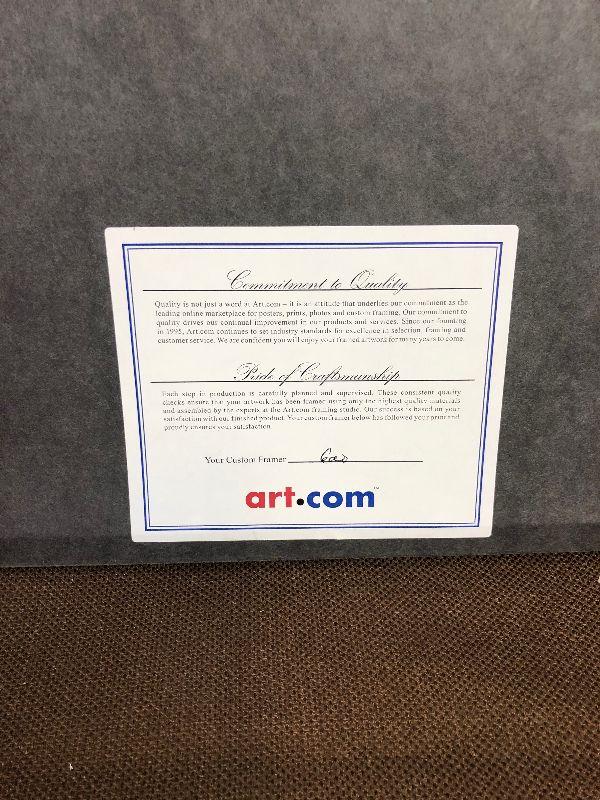 Commitment to Quality
Quality is not just a word at Art.com – it is an attitude that underlies our commitment as the
leading online marketplace for posters, prints, photos and custom framing. Our commitment to
quality drives our continual improvement in our products and services. Since our founding
in 1995, Art.com continues to set industry standards for excellence in selection, framing and
customer service. We are confident you will enjoy your framed artwork for many years to come.
Pride of Craftsmanship
Each step in production is carefully planned and supervised. These consistent quality
checks ensure that your artwork has been framed using only the highest quality materials
and assembled by the experts at the Art.com framing studio. Our success is based on your
satisfaction with our finished product. Your custom framer below has followed your print and
proudly ensures your satisfaction.
Your Custom Framer
art.com™